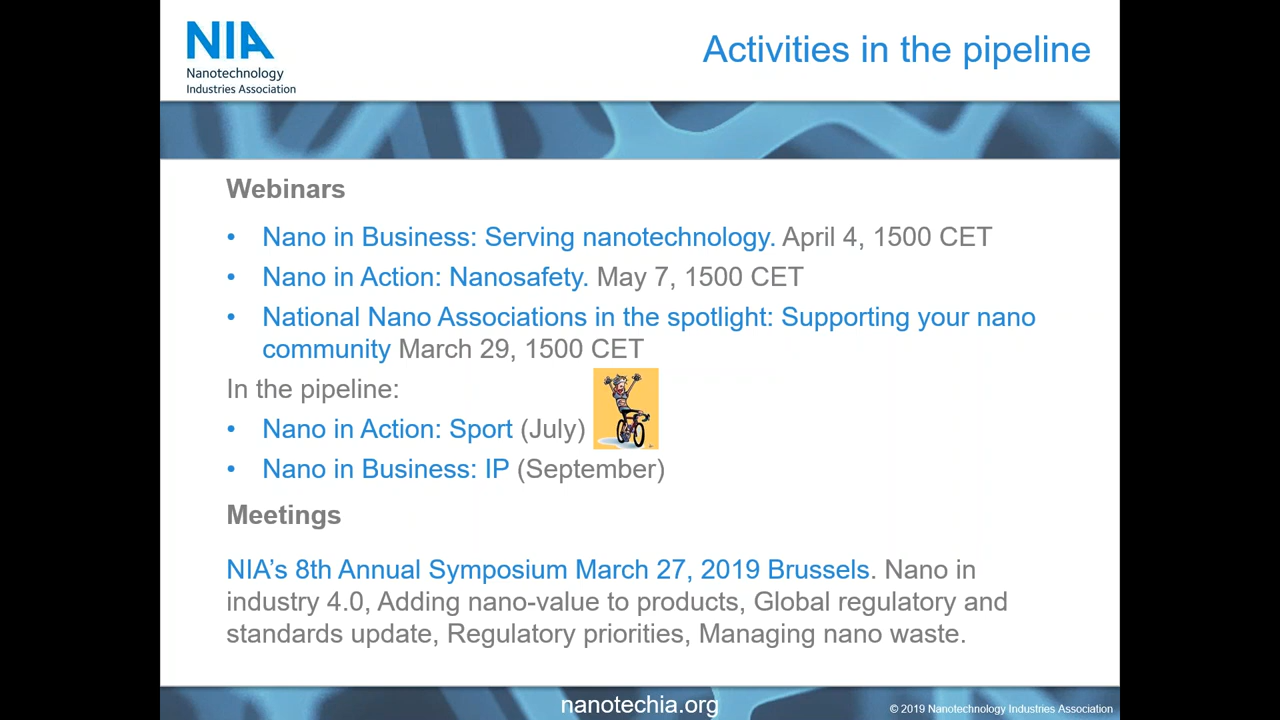 NIA
Nanotechnology
Industries Association
Activities in the pipeline
Webinars
• Nano in Business: Serving nanotechnology. April 4, 1500 CET
• Nano in Action: Nanosafety. May 7, 1500 CET
• National Nano Associations in the spotlight: Supporting your nano
community March 29, 1500 CET
In the pipeline:
• Nano in Action: Sport (July)
• Nano in Business: IP (September)
Meetings
NIA’s 8th Annual Symposium March 27, 2019 Brussels. Nano in
industry 4.0, Adding nano-value to products, Global regulatory and
standards update, Regulatory priorities, Managing nano waste.
nanotechia.org
© 2019 Nanotechnology Industries Association